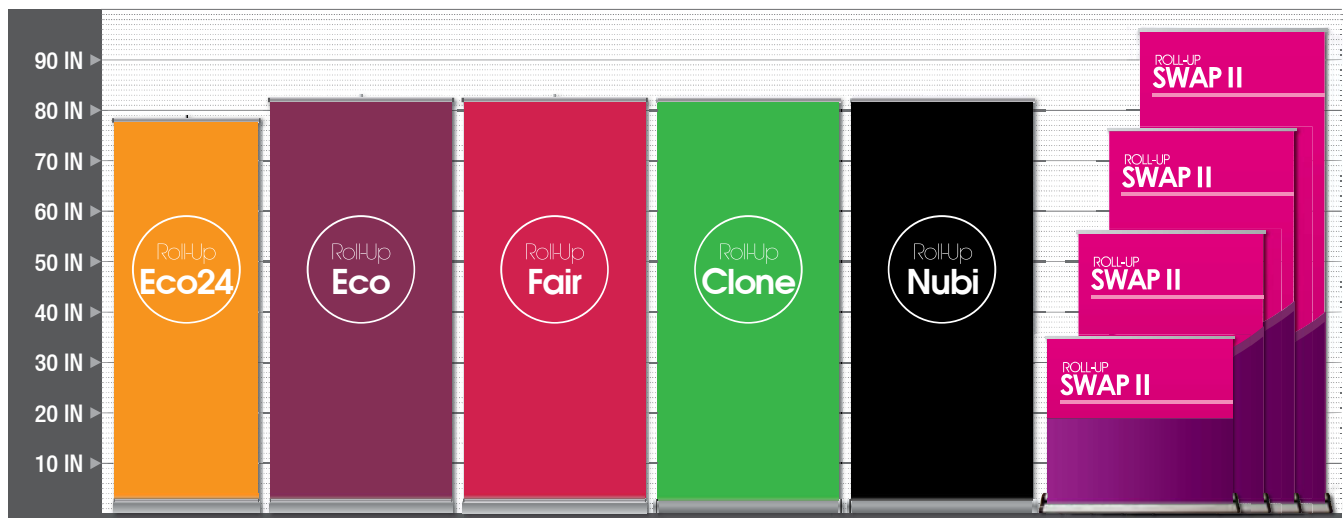 90 IN
80 IN
70 IN
60 IN
50 IN
40 IN
30 IN
20 IN
10 IN
Roll-Up
Eco24
Roll-Up
Eco
Roll-Up
Fair
Roll-Up
Clone
Roll-Up
Nubi
ROLL-UP
SWAP II
ROLL-UP
SWAP II
ROLL-UP
SWAP II
ROLL-UP
SWAP II